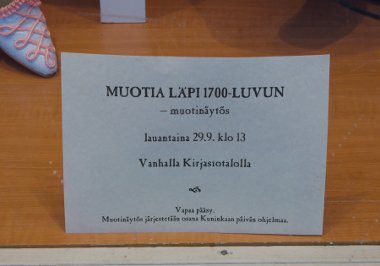 MUOTIA LÄPI 1700-LUVUN
– muotinäytös
lauantaina 29.9. klo 13
Vanhalla Kirjastotalolla
Vapaa pääsy.
Muotinäytös järjestetään osana Kuninkaan päivän ohjelmaa.